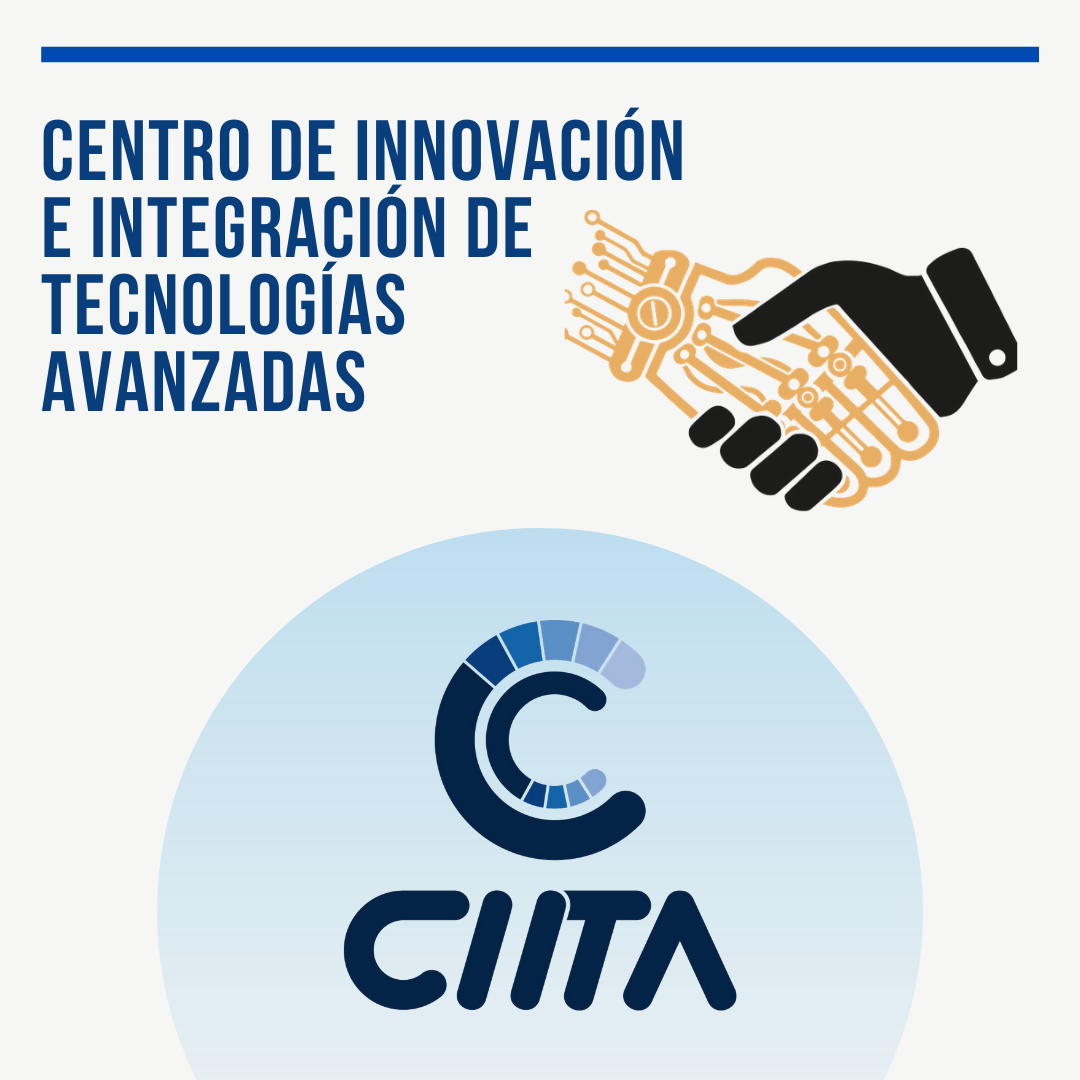 CENTRO DE INNOVACIÓN
E INTEGRACIÓN DE
TECNOLOGÍAS
AVANZADAS
CIITA